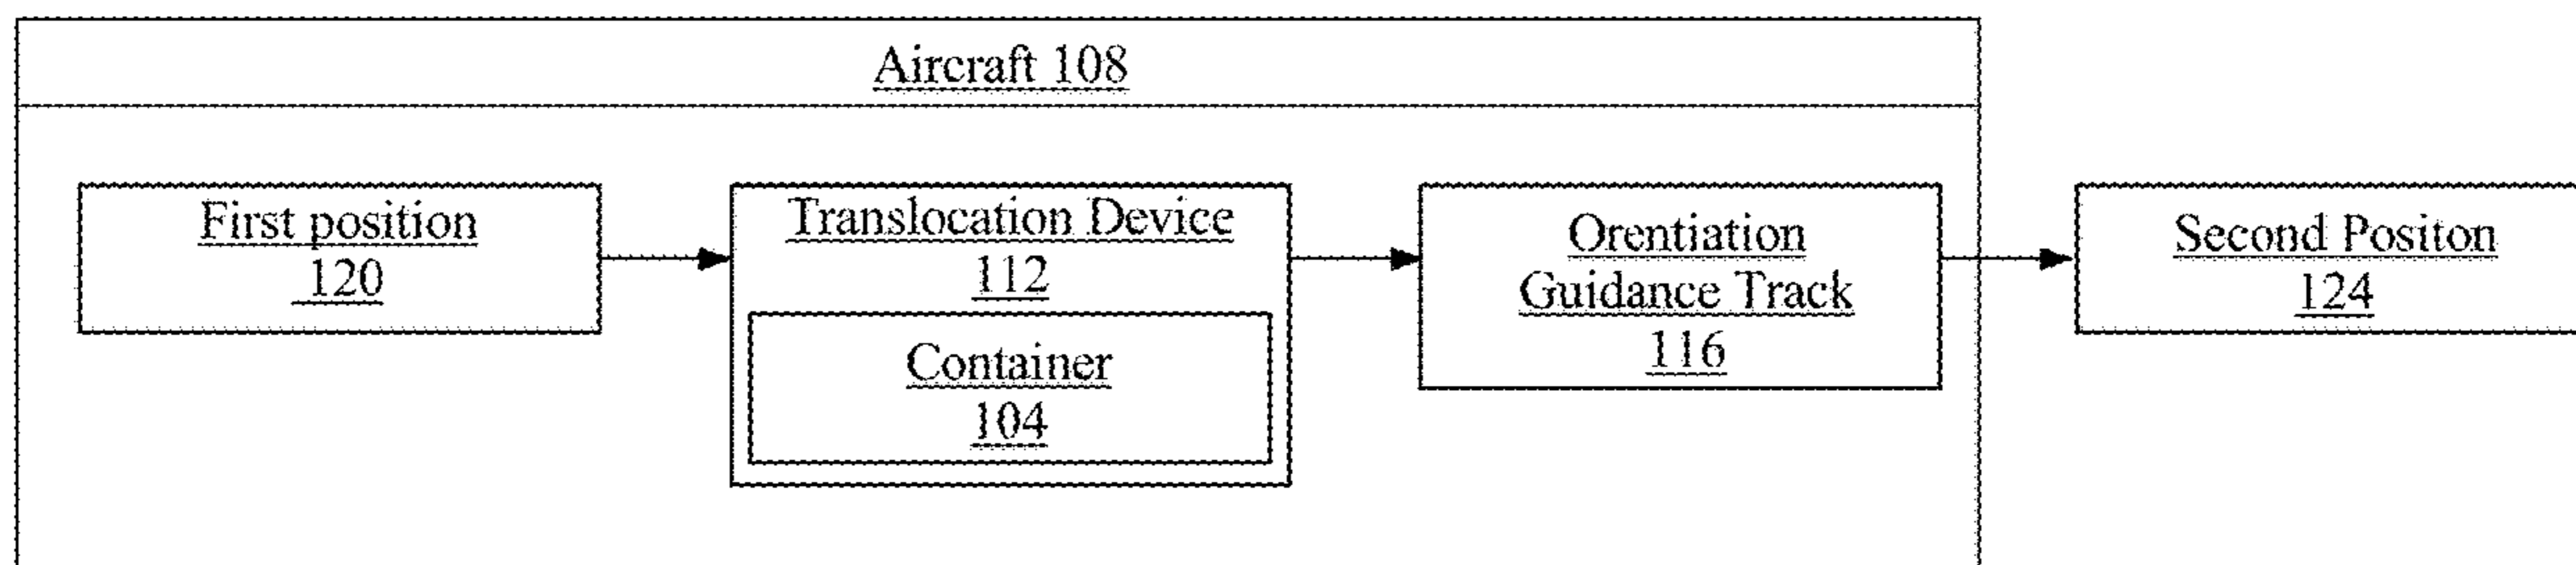 Aircraft 108
First position
120
Translocation Device
112
Container
104
Orentiation
Guidance Track
116
Second Positon
124